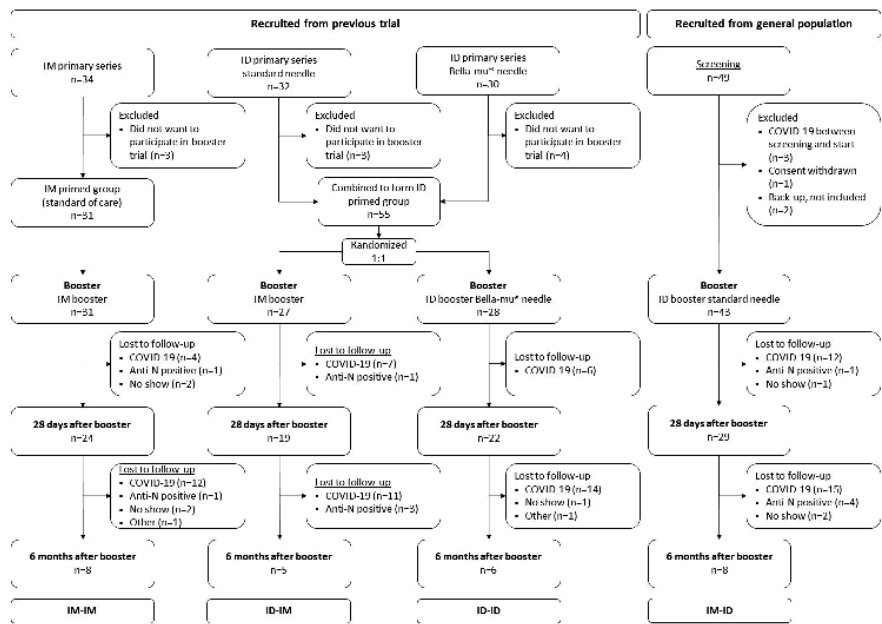 Recruited from previous trial
Recruited from general population
IM primary series
n=34
ID primary series
standard needle
n=32
ID primary series
Bella-mu* needle
n=30
Screening
n=49
Excluded
▪ Did not want to
participate in booster
trial (n=3)
Excluded
▪ Did not want to
participate in booster
trial (n=3)
Excluded
▪ Did not want to
participate in booster
trial (n=4)
Excluded
▪ COVID-19 between
screening and start
(n=3)
▪ Consent withdrawn
(n=1)
▪ Back up, not included
(n=2)
IM primed group
(standard of care)
n=31
Combined to form ID
primed group
n=55
Randomized
1:1
Booster
IM booster
n=31
Booster
IM booster
n=27
Booster
ID booster Bella-mu* needle
n=28
Booster
ID booster standard needle
n=43
Lost to follow-up
▪ COVID-19 (n=4)
▪ Anti-N positive (n=1)
▪ No show (n=2)
Lost to follow-up
▪ COVID-19 (n=7)
▪ Anti-N positive (n=1)
Lost to follow-up
▪ COVID-19 (n=6)
Lost to follow-up
▪ COVID-19 (n=12)
▪ Anti-N positive (n=1)
▪ No show (n=1)
28 days after booster
n=24
28 days after booster
n=19
28 days after booster
n=22
28 days after booster
n=29
Lost to follow-up
▪ COVID-19 (n=12)
▪ Anti-N positive (n=1)
▪ No show (n=2)
▪ Other (n=1)
Lost to follow-up
▪ COVID-19 (n=11)
▪ Anti-N positive (n=3)
Lost to follow-up
▪ COVID-19 (n=14)
▪ No show (n=1)
▪ Other (n=1)
Lost to follow-up
▪ COVID-19 (n=15)
▪ Anti-N positive (n=4)
▪ No show (n=2)
6 months after booster
n=8
6 months after booster
n=5
6 months after booster
n=6
6 months after booster
n=8
IM-IM
ID-IM
ID-ID
IM-ID